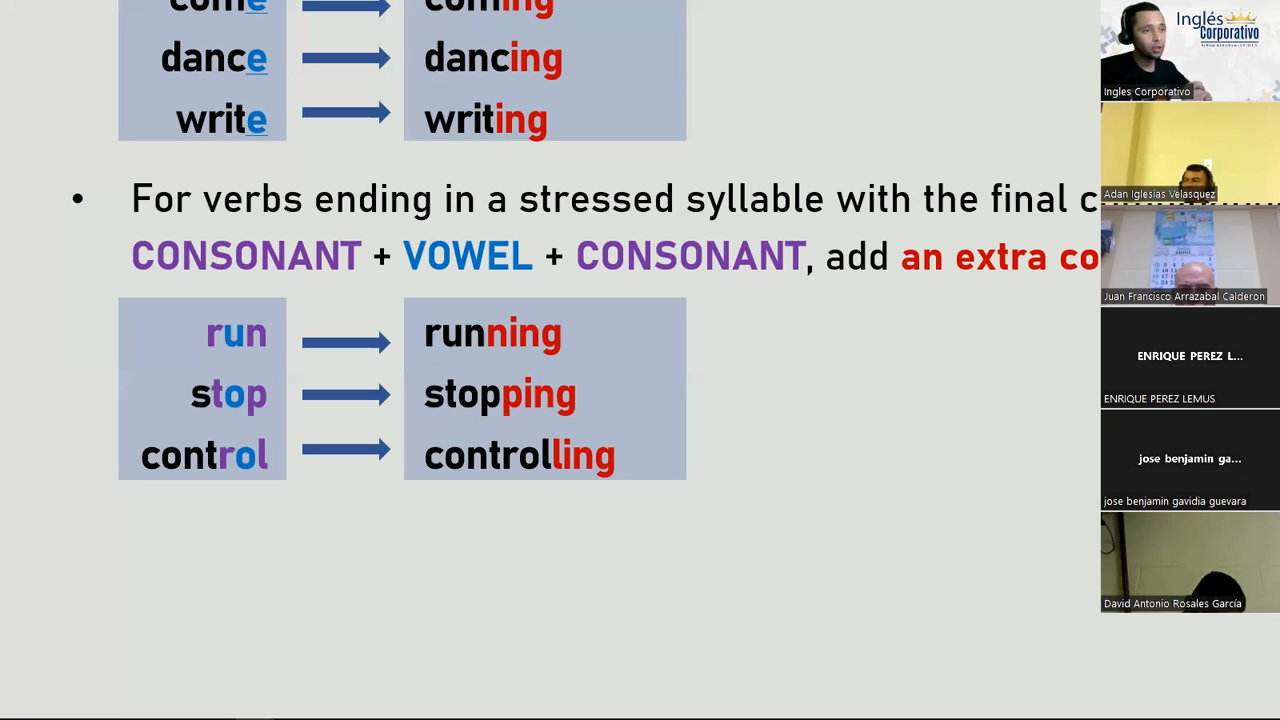 come → coming
dance → dancing
write → writing
• For verbs ending in a stressed syllable with the final c
CONSONANT + VOWEL + CONSONANT, add an extra co
run → running
stop → stopping
control → controlling
Inglés
Corporativo
Ingles Corporativo
Adan Iglesias Velasquez
Juan Francisco Arrazabal Calderon
ENRIQUE PEREZ L...
ENRIQUE PEREZ LEMUS
jose benjamin ga...
jose benjamin gavidia guevara
David Antonio Rosales García